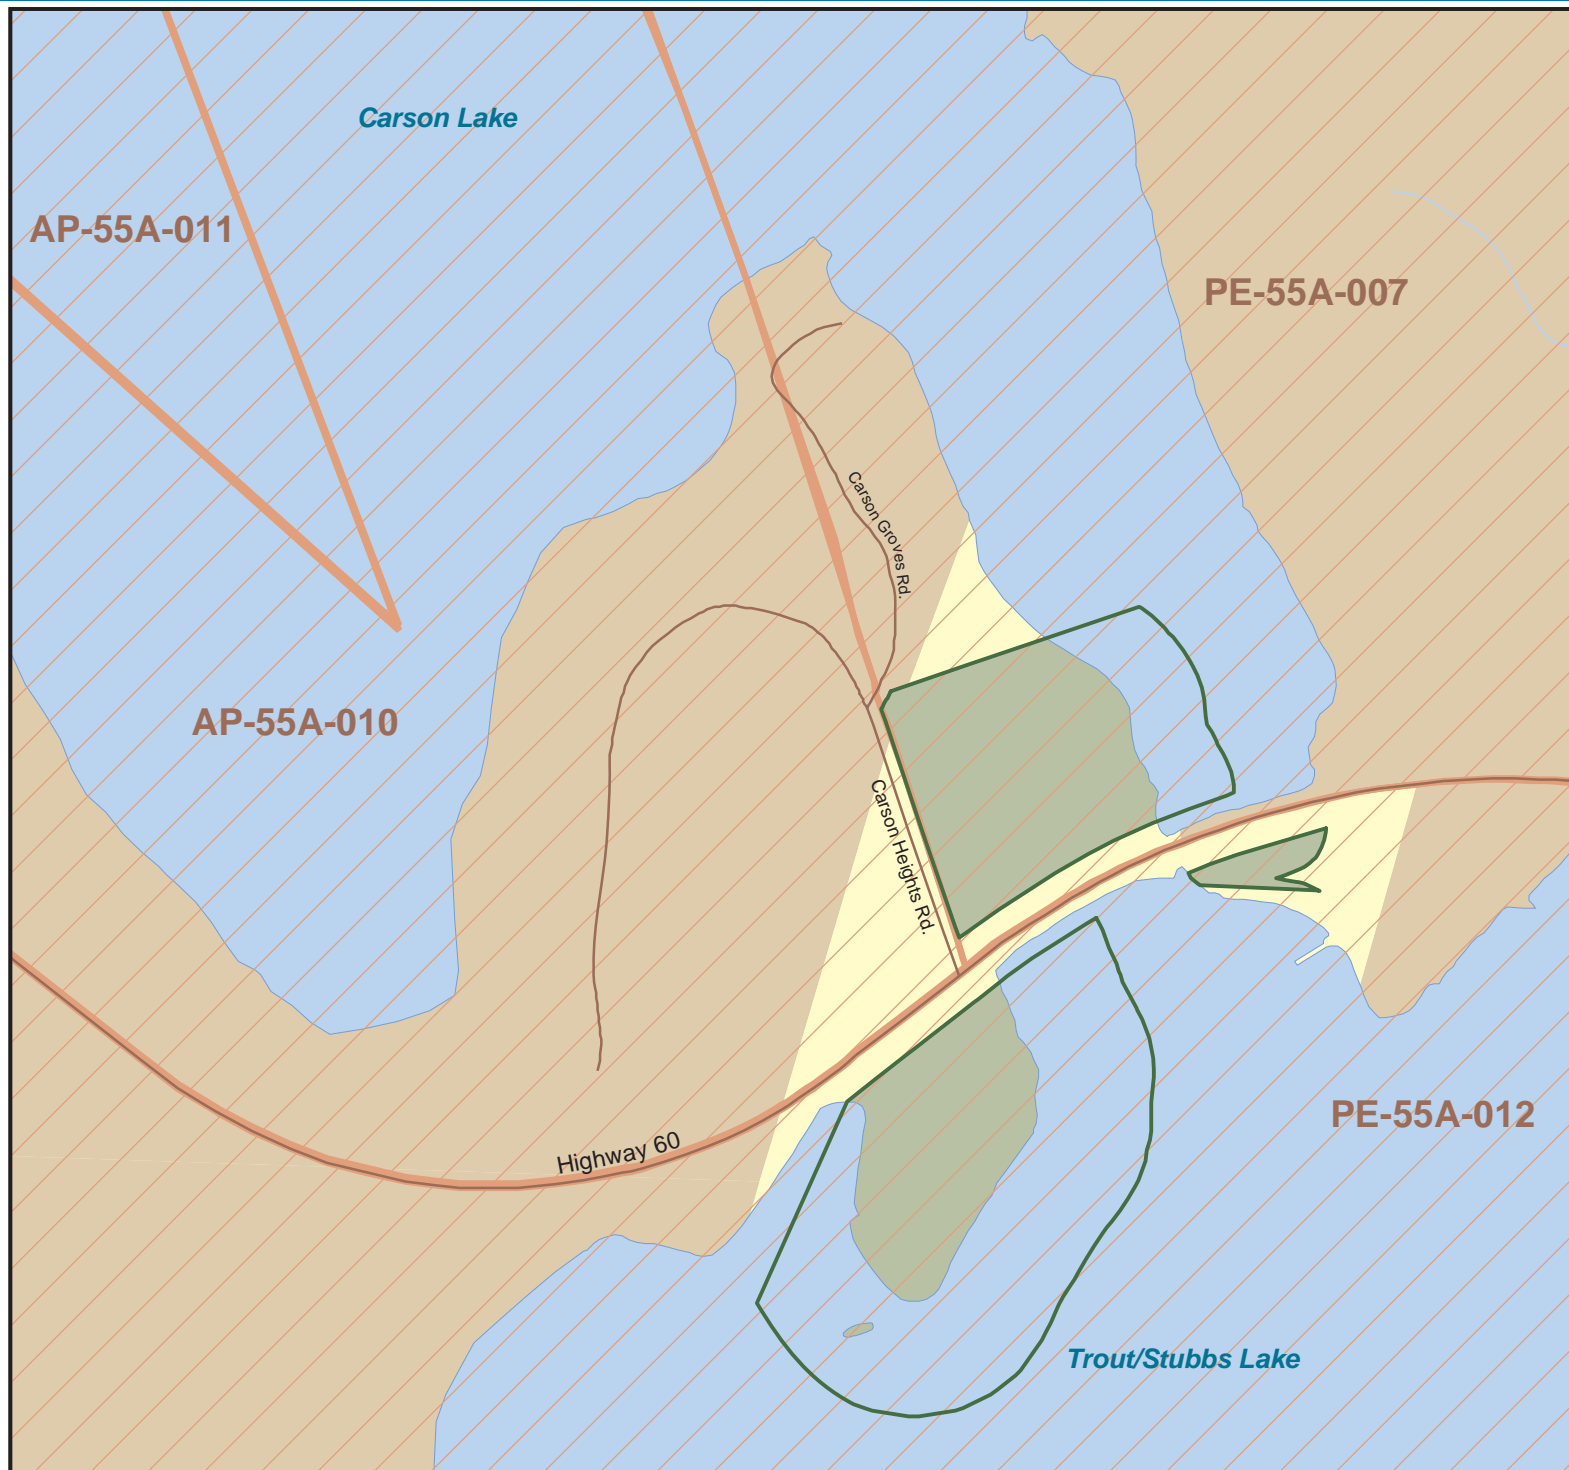 Carson Lake
AP-55A-011
PE-55A-007
Carson Groves Rd.
AP-55A-010
Carson Heights Rd.
PE-55A-012
Highway 60
Trout/Stubbs Lake